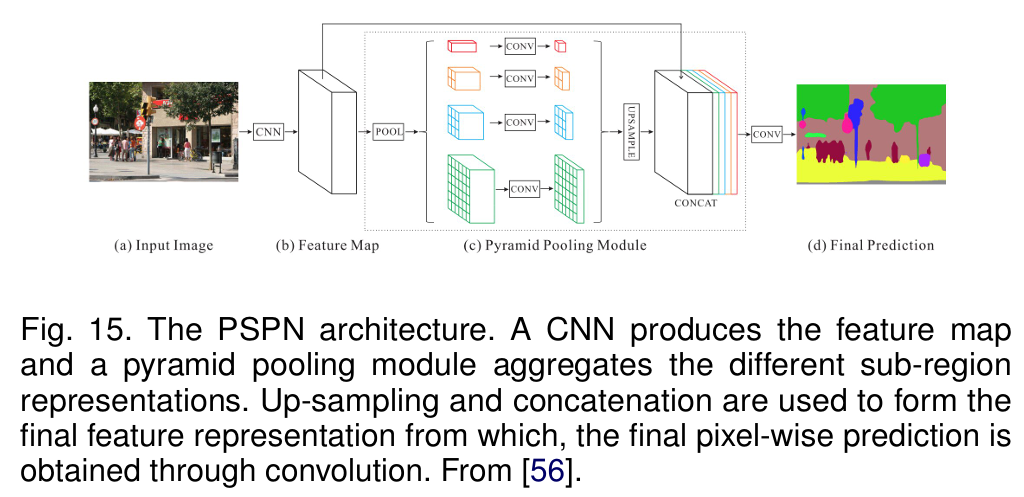 CNN
POOL
CONV
CONV
CONV
CONV
UPSAMPLE
CONCAT
CONV
(a) Input Image
(b) Feature Map
(c) Pyramid Pooling Module
(d) Final Prediction
Fig. 15. The PSPN architecture. A CNN produces the feature map
and a pyramid pooling module aggregates the different sub-region
representations. Up-sampling and concatenation are used to form the
final feature representation from which, the final pixel-wise prediction is
obtained through convolution. From [56].